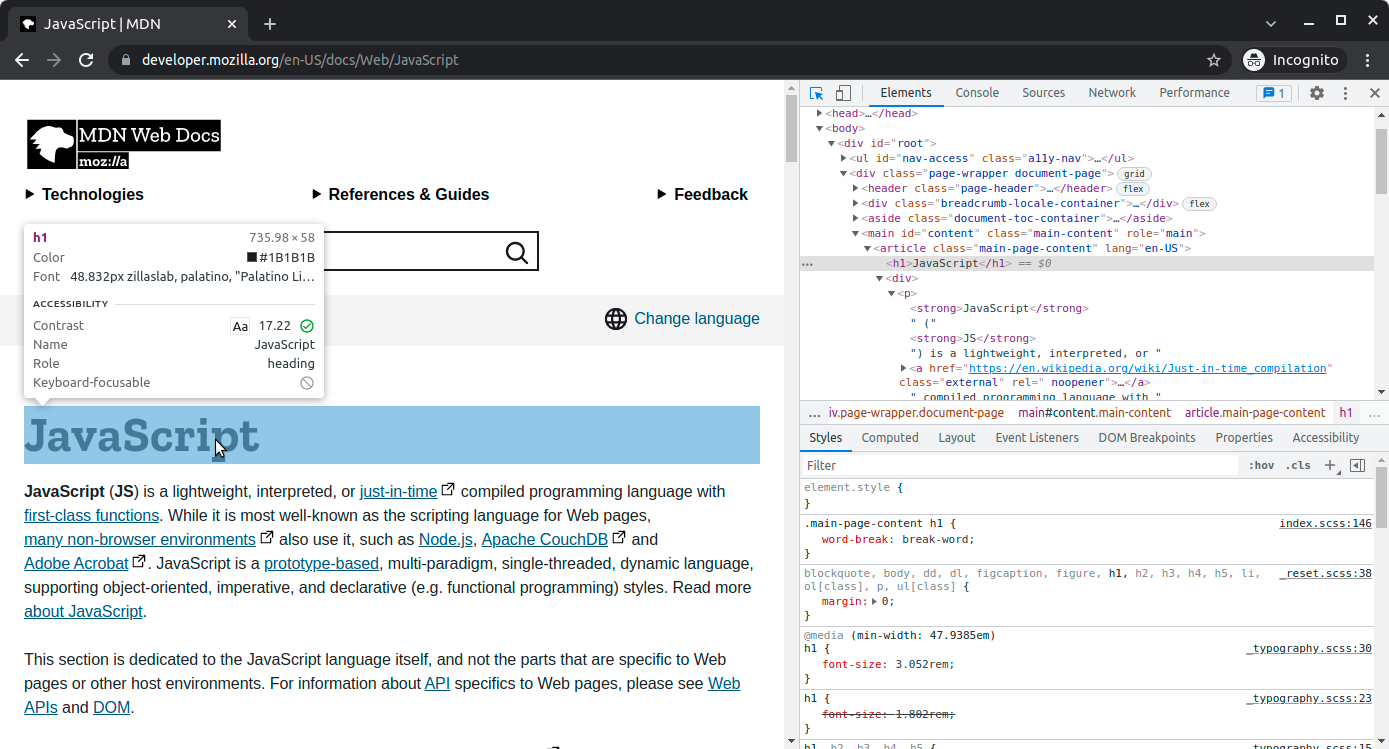 JavaScript | MDN
developer.mozilla.org/en-US/docs/Web/JavaScript
Incognito
MDN Web Docs
moz://a
Technologies
References & Guides
Feedback
h1 735.98 × 58
Color #1B1B1B
Font 48.832px zillaslab, palatino, "Palatino Li…
ACCESSIBILITY
Contrast Aa 17.22
Name JavaScript
Role heading
Keyboard-focusable
Change language
JavaScript
JavaScript (JS) is a lightweight, interpreted, or just-in-time compiled programming language with
first-class functions. While it is most well-known as the scripting language for Web pages,
many non-browser environments also use it, such as Node.js, Apache CouchDB and
Adobe Acrobat. JavaScript is a prototype-based, multi-paradigm, single-threaded, dynamic language,
supporting object-oriented, imperative, and declarative (e.g. functional programming) styles. Read more
about JavaScript.
This section is dedicated to the JavaScript language itself, and not the parts that are specific to Web
pages or other host environments. For information about API specifics to Web pages, please see Web
APIs and DOM.
Elements Console Sources Network Performance 1
<head>…</head>
<body>
<div id="root">
<ul id="nav-access" class="a11y-nav">…</ul>
<div class="page-wrapper document-page"> grid
<header class="page-header">…</header> flex
<div class="breadcrumb-locale-container">…</div> flex
<aside class="document-toc-container">…</aside>
<main id="content" class="main-content" role="main">
<article class="main-page-content" lang="en-US">
… <h1>JavaScript</h1> == $0
<div>
<p>
<strong>JavaScript</strong>
" ("
<strong>JS</strong>
") is a lightweight, interpreted, or "
<a href="https://en.wikipedia.org/wiki/Just-in-time_compilation"
class="external" rel=" noopener">…</a>
" compiled programming language with "
… iv.page-wrapper.document-page main#content.main-content article.main-page-content h1 …
Styles Computed Layout Event Listeners DOM Breakpoints Properties Accessibility
Filter :hov .cls
element.style {
}
.main-page-content h1 { index.scss:146
word-break: break-word;
}
blockquote, body, dd, dl, figcaption, figure, h1, h2, h3, h4, h5, li, _reset.scss:38
ol[class], p, ul[class] {
margin: 0;
}
@media (min-width: 47.9385em)
h1 { _typography.scss:30
font-size: 3.052rem;
}
h1 { _typography.scss:23
font-size: 1.802rem;
}
h1, h2, h3, h4, h5 { _typography.scss:15